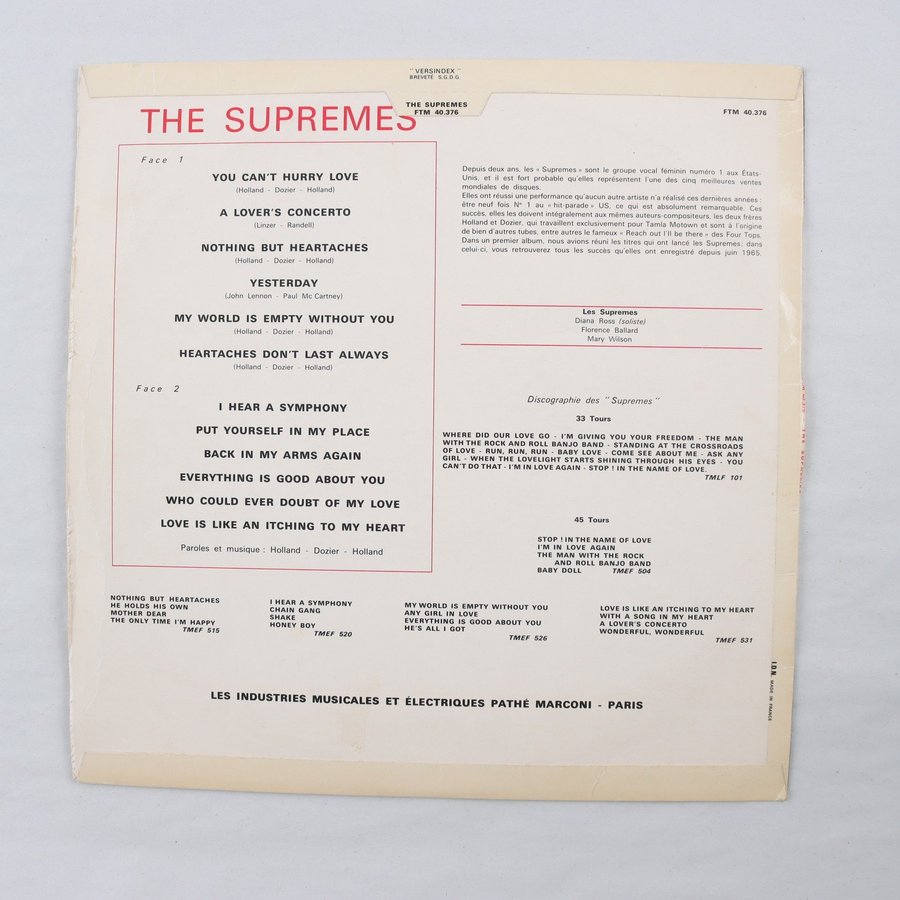 " VERSINDEX "
BREVETÉ S.G.D.G.
THE SUPREMES
FTM 40.376
FTM 40.376
THE SUPREMES
Face 1
YOU CAN'T HURRY LOVE
(Holland - Dozier - Holland)
A LOVER'S CONCERTO
(Linzer - Randell)
NOTHING BUT HEARTACHES
(Holland - Dozier - Holland)
YESTERDAY
(John Lennon - Paul Mc Cartney)
MY WORLD IS EMPTY WITHOUT YOU
(Holland - Dozier - Holland)
HEARTACHES DON'T LAST ALWAYS
(Holland - Dozier - Holland)
Face 2
I HEAR A SYMPHONY
PUT YOURSELF IN MY PLACE
BACK IN MY ARMS AGAIN
EVERYTHING IS GOOD ABOUT YOU
WHO COULD EVER DOUBT OF MY LOVE
LOVE IS LIKE AN ITCHING TO MY HEART
Paroles et musique : Holland - Dozier - Holland
Depuis deux ans, les « Supremes » sont le groupe vocal féminin numéro 1 aux États-
Unis, et il est fort probable qu'elles représentent l'une des cinq meilleures ventes
mondiales de disques.
Elles ont réussi une performance qu'aucun autre artiste n'a réalisé ces dernières années :
être neuf fois N° 1 au « hit-parade » US, ce qui est absolument remarquable. Ces
succès, elles les doivent intégralement aux mêmes auteurs-compositeurs, les deux frères
Holland et Dozier, qui travaillent exclusivement pour Tamla Motown et sont à l'origine
de bien d'autres tubes, entre autres le fameux « Reach out I'll be there » des Four Tops.
Dans un premier album, nous avions réuni les titres qui ont lancé les Supremes; dans
celui-ci, vous retrouverez tous les succès qu'elles ont enregistré depuis juin 1965.
Les Supremes
Diana Ross (soliste)
Florence Ballard
Mary Wilson
Discographie des " Supremes "
33 Tours
WHERE DID OUR LOVE GO - I'M GIVING YOU YOUR FREEDOM - THE MAN
WITH THE ROCK AND ROLL BANJO BAND - STANDING AT THE CROSSROADS
OF LOVE - RUN, RUN, RUN - BABY LOVE - COME SEE ABOUT ME - ASK ANY
GIRL - WHEN THE LOVELIGHT STARTS SHINING THROUGH HIS EYES - YOU
CAN'T DO THAT - I'M IN LOVE AGAIN - STOP ! IN THE NAME OF LOVE.
TMLF 101
45 Tours
STOP ! IN THE NAME OF LOVE
I'M IN LOVE AGAIN
THE MAN WITH THE ROCK
AND ROLL BANJO BAND
BABY DOLL TMEF 504
NOTHING BUT HEARTACHES
HE HOLDS HIS OWN
MOTHER DEAR
THE ONLY TIME I'M HAPPY
TMEF 515
I HEAR A SYMPHONY
CHAIN GANG
SHAKE
HONEY BOY
TMEF 520
MY WORLD IS EMPTY WITHOUT YOU
ANY GIRL IN LOVE
EVERYTHING IS GOOD ABOUT YOU
HE'S ALL I GOT
TMEF 526
LOVE IS LIKE AN ITCHING TO MY HEART
WITH A SONG IN MY HEART
A LOVER'S CONCERTO
WONDERFUL, WONDERFUL
TMEF 531
I.D.N. MADE IN FRANCE
LES INDUSTRIES MUSICALES ET ÉLECTRIQUES PATHÉ MARCONI - PARIS